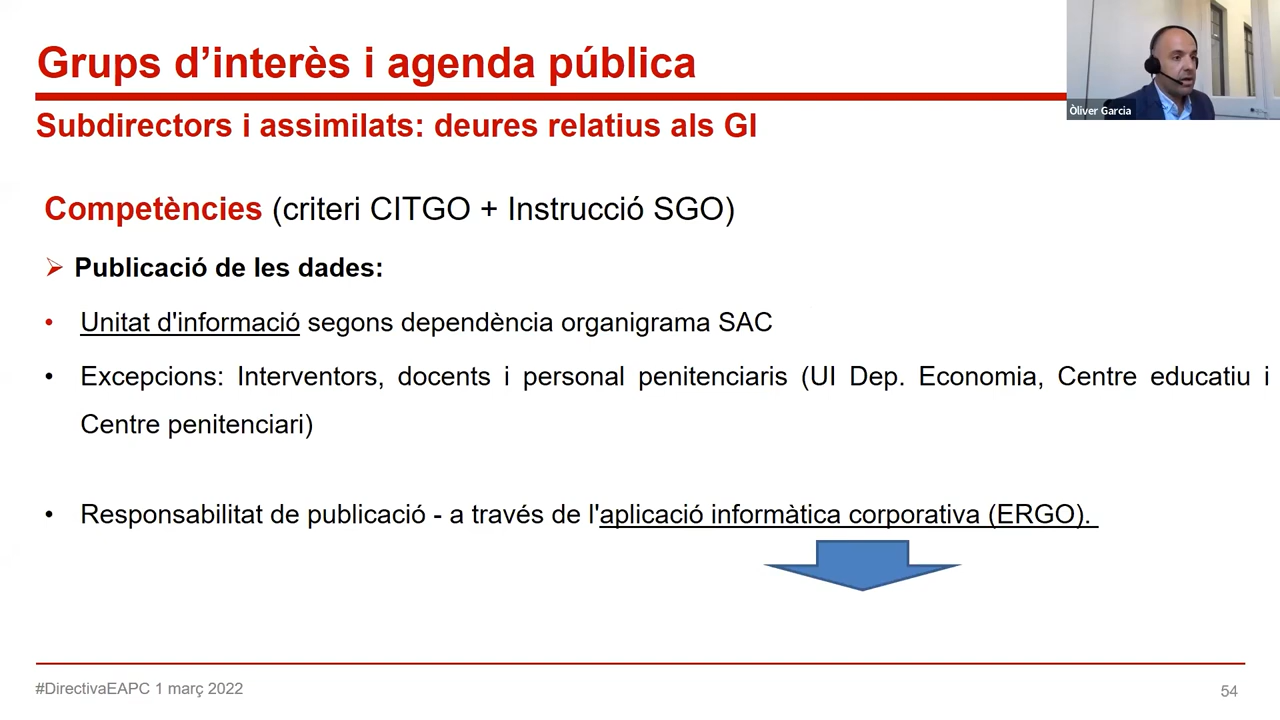 Grups d’interès i agenda pública
Òliver Garcia
Subdirectors i assimilats: deures relatius als GI
Competències (criteri CITGO + Instrucció SGO)
Publicació de les dades:
• Unitat d'informació segons dependència organigrama SAC
• Excepcions: Interventors, docents i personal penitenciaris (UI Dep. Economia, Centre educatiu i
Centre penitenciari)
• Responsabilitat de publicació - a través de l'aplicació informàtica corporativa (ERGO).
#DirectivaEAPC 1 març 2022
54